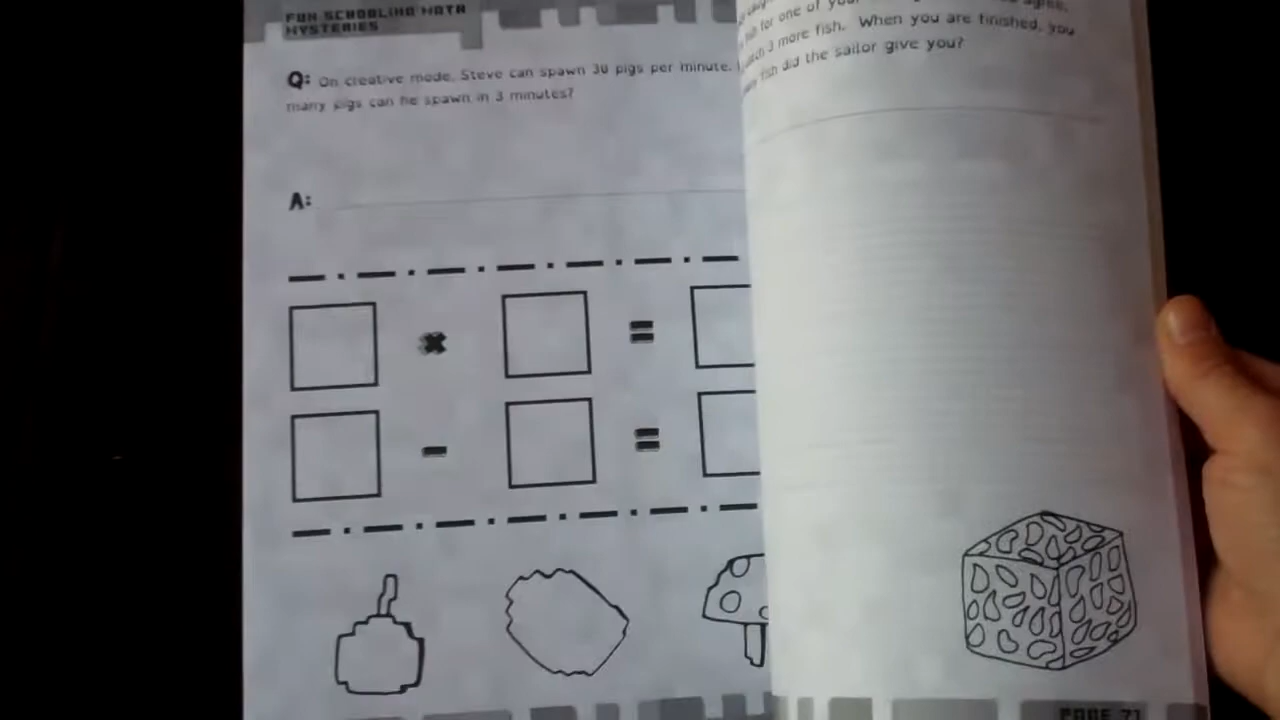 FUN SCHOOLING MATH
MYSTERIES
Q: On creative mode, Steve can spawn 30 pigs per minute.
many pigs can he spawn in 3 minutes?
A:
× =
- =
for one of your agree,
3 more fish. When you are finished, you
fish did the sailor give you?
PAGE 71